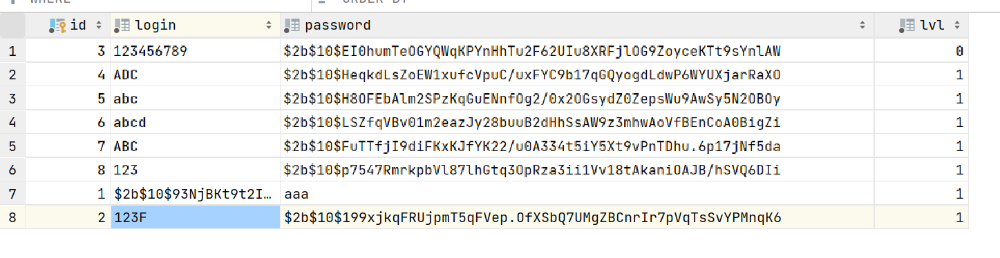 WHERE ORDER BY
id login password lvl
1 3 123456789 $2b$10$EI0humTeOGYQWqKPYnHhTu2F62UIu8XRFjlOG9ZoyceKTt9sYnlAW 0
2 4 ADC $2b$10$HeqkdLsZoEW1xufcVpuC/uxFYC9b17qGQyogdLdwP6WYUXjarRaXO 1
3 5 abc $2b$10$H8OFEbAlm2SPzKqGuENnfOg2/0x2OGsydZ0ZepsWu9AwSy5N2OBOy 1
4 6 abcd $2b$10$LSZfqVBv01m2eazJy28buuB2dHhSsAW9z3mhwAoVfBEnCoA0BigZi 1
5 7 ABC $2b$10$FuTTfjI9diFKxKJfYK22/u0A334t5iY5Xt9vPnTDhu.6p17jNf5da 1
6 8 123 $2b$10$p7547RmrkpbVl87lhGtq3OpRza3ii1Vv18tAkaniOAJB/hSVQ6DIi 1
7 1 $2b$10$93NjBKt9t2I… aaa 1
8 2 123F $2b$10$199xjkqFRUjpmT5qFVep.OfXSbQ7UMgZBCnrIr7pVqTsSvYPMnqK6 1